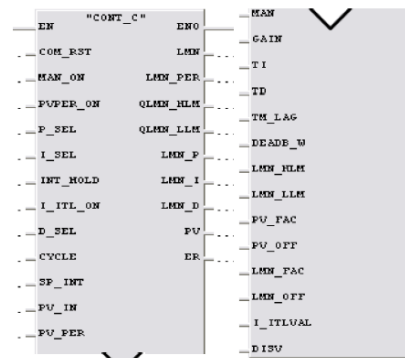 "CONT_C"
EN ENO
COM_RST LMN
MAN_ON LMN_PER
PVPER_ON QLMN_HLM
P_SEL QLMN_LLM
I_SEL LMN_P
INT_HOLD LMN_I
I_ITL_ON LMN_D
D_SEL PV
CYCLE ER
SP_INT
PV_IN
PV_PER
MAN
GAIN
TI
TD
TM_LAG
DEADB_W
LMN_HLM
LMN_LLM
PV_FAC
PV_OFF
LMN_FAC
LMN_OFF
I_ITLVAL
DISV